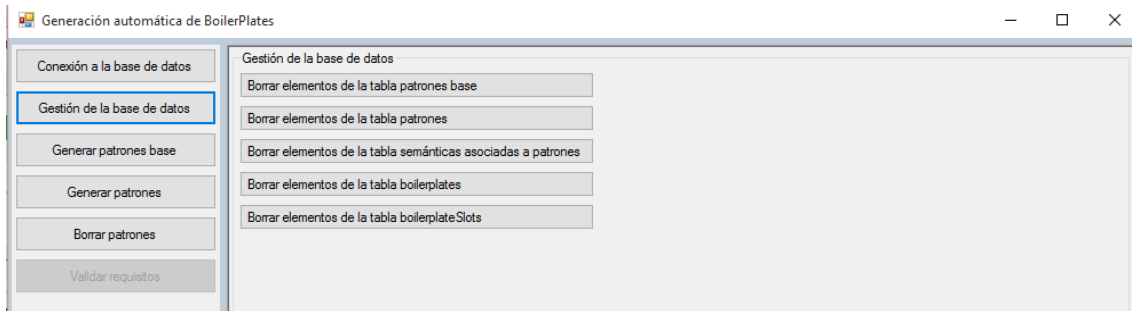 Generación automática de BoilerPlates
Conexión a la base de datos
Gestión de la base de datos
Generar patrones base
Generar patrones
Borrar patrones
Validar requisitos
Gestión de la base de datos
Borrar elementos de la tabla patrones base
Borrar elementos de la tabla patrones
Borrar elementos de la tabla semánticas asociadas a patrones
Borrar elementos de la tabla boilerplates
Borrar elementos de la tabla boilerplateSlots